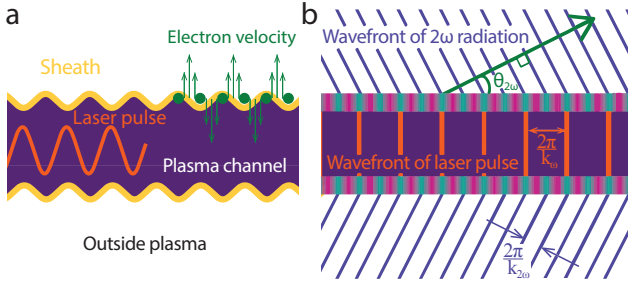 a
Electron velocity
Sheath
Laser pulse
Plasma channel
Outside plasma
b
Wavefront of 2ω radiation
θ2ω
Wavefront of laser pulse
2π
kω
2π
k2ω